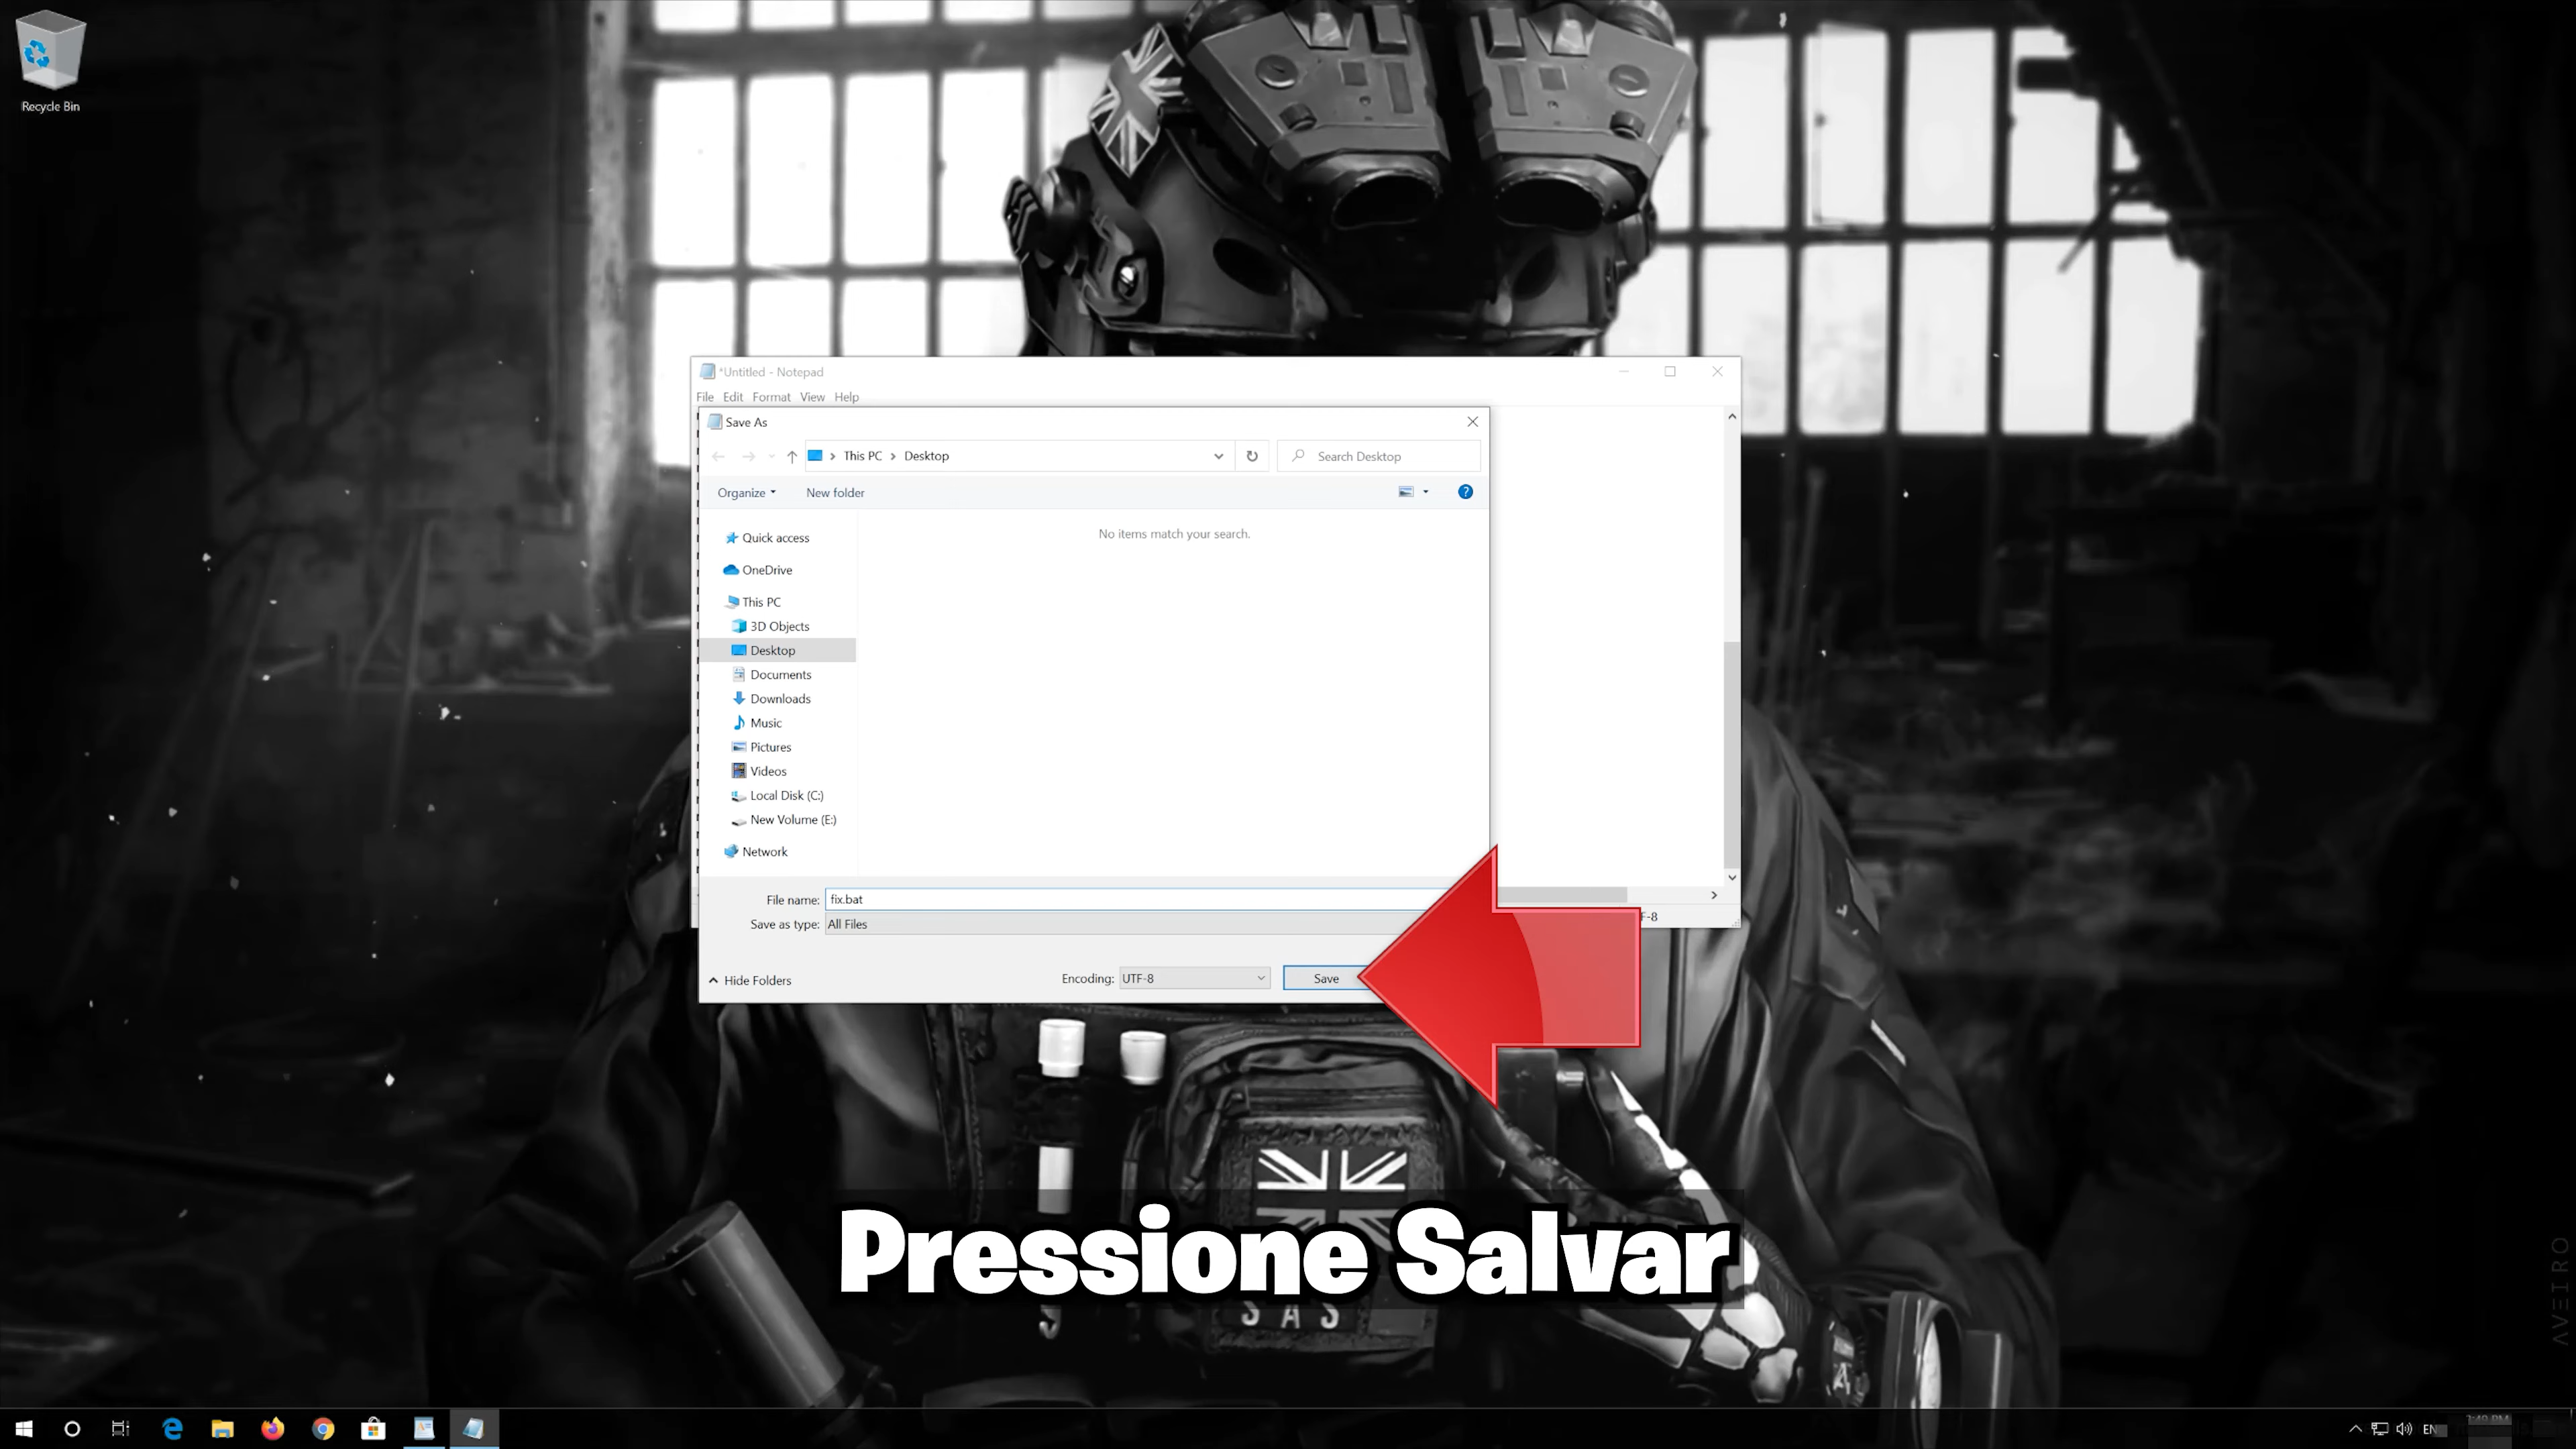 Recycle Bin
*Untitled - Notepad
File Edit Format View Help
Save As
This PC Desktop
Search Desktop
Organize New folder
No items match your search.
Quick access
OneDrive
This PC
3D Objects
Desktop
Documents
Downloads
Music
Pictures
Videos
Local Disk (C:)
New Volume (E:)
Network
File name: fix.bat
Save as type: All Files
F-8
Hide Folders
Encoding: UTF-8
Save
Pressione Salvar
SAS
AVEIRO
EN